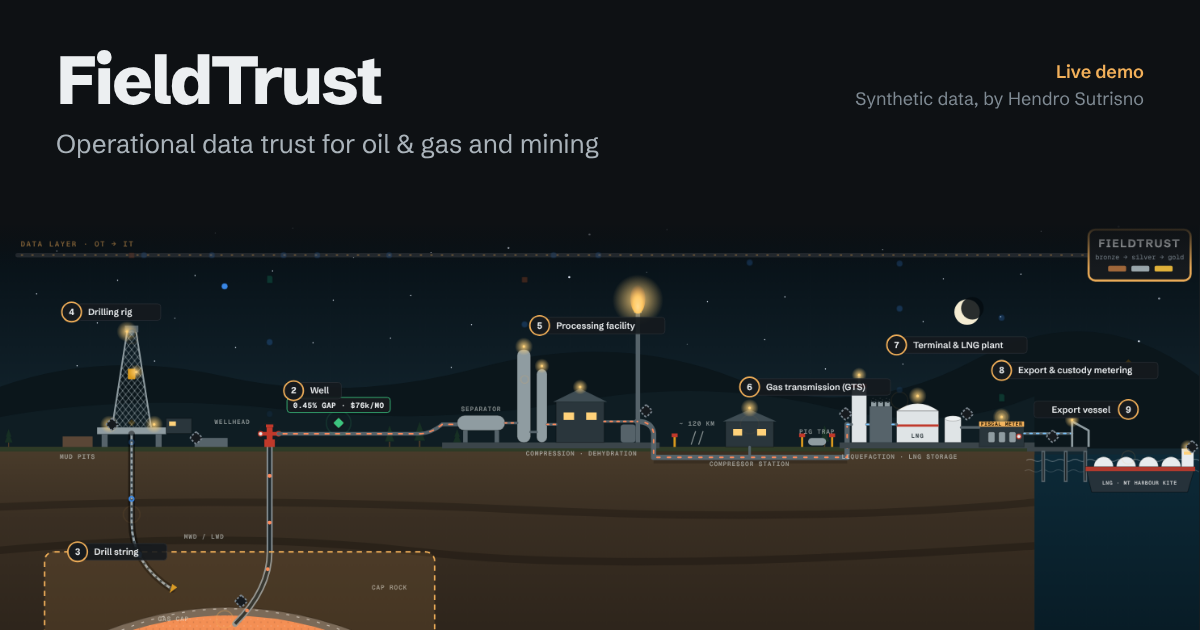 FieldTrust
Live demo
Synthetic data, by Hendro Sutrisno
Operational data trust for oil & gas and mining
DATA LAYER · OT → IT
FIELDTRUST
bronze → silver → gold
4 Drilling rig
5 Processing facility
7 Terminal & LNG plant
8 Export & custody metering
2 Well
0.45% GAP · $76k/MO
6 Gas transmission (GTS)
Export vessel 9
SEPARATOR
WELLHEAD
~ 120 KM
PIG TRAP
FISCAL METER
LNG
MUD PITS
COMPRESSION · DEHYDRATION
COMPRESSOR STATION
LIQUEFACTION · LNG STORAGE
LNG · MT HARBOUR KITE
MWD / LWD
3 Drill string
CAP ROCK
GAS CAP